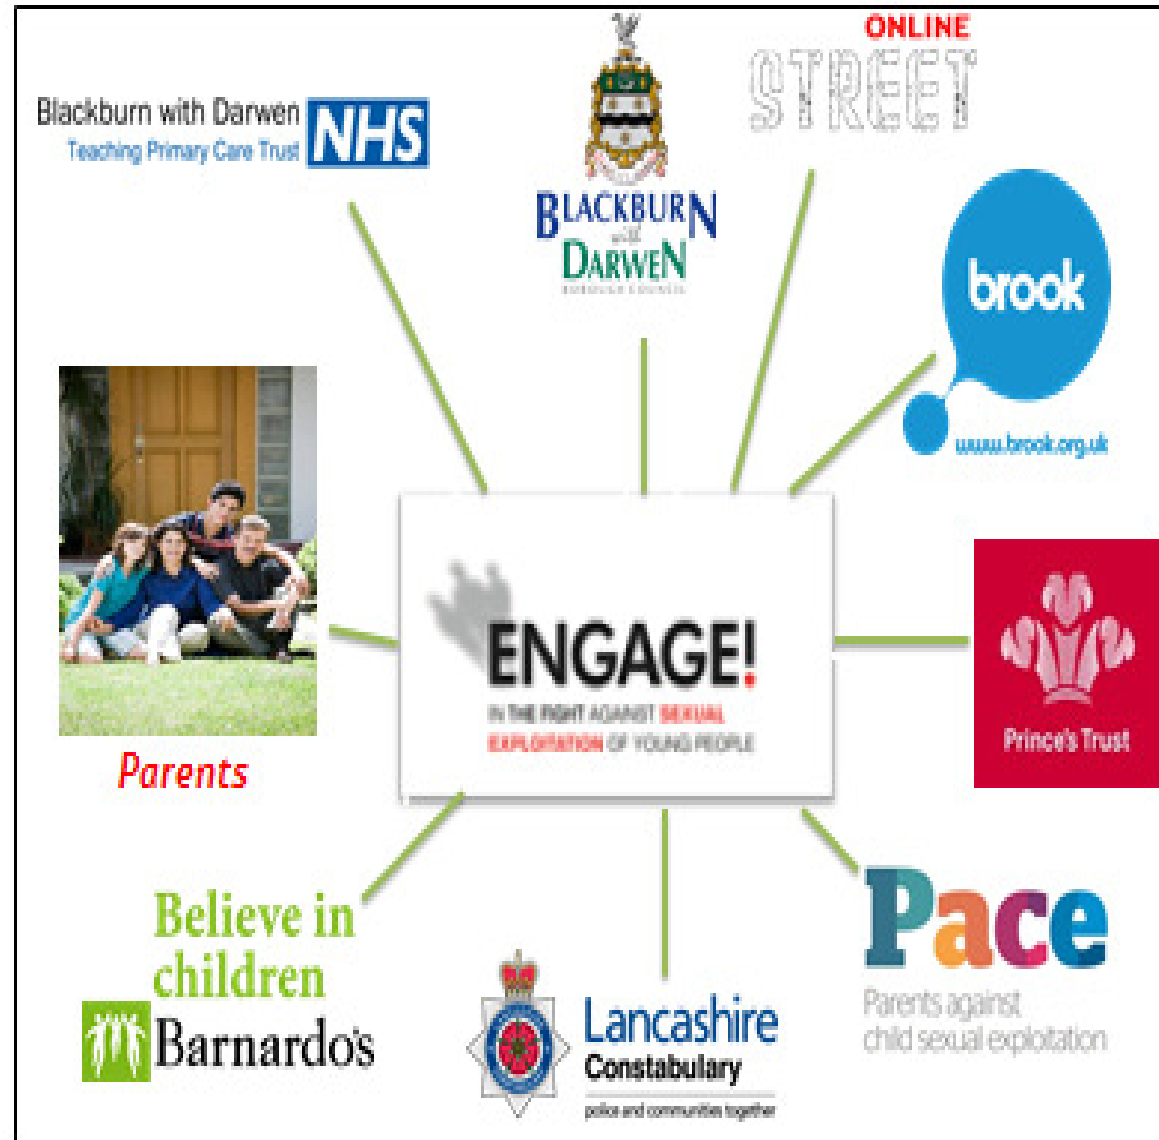 ONLINE
STREET
Blackburn with Darwen
Teaching Primary Care Trust
NHS
BLACKBURN
with
DARWEN
BOROUGH COUNCIL
brook
www.brook.org.uk
ENGAGE!
IN THE FIGHT AGAINST SEXUAL
EXPLOITATION OF YOUNG PEOPLE
Prince's Trust
Parents
Believe in
children
Barnardo's
Lancashire
Constabulary
police and communities together
Pace
Parents against
child sexual exploitation